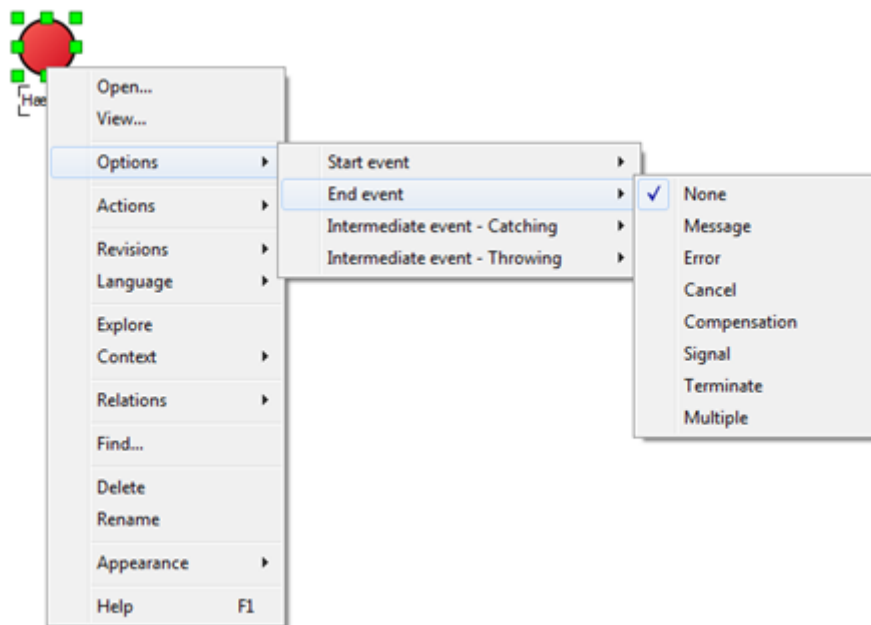 Hæ
Open...
View...
Options
Actions
Revisions
Language
Explore
Context
Relations
Find...
Delete
Rename
Appearance
Help F1
Start event
End event
Intermediate event - Catching
Intermediate event - Throwing
None
Message
Error
Cancel
Compensation
Signal
Terminate
Multiple